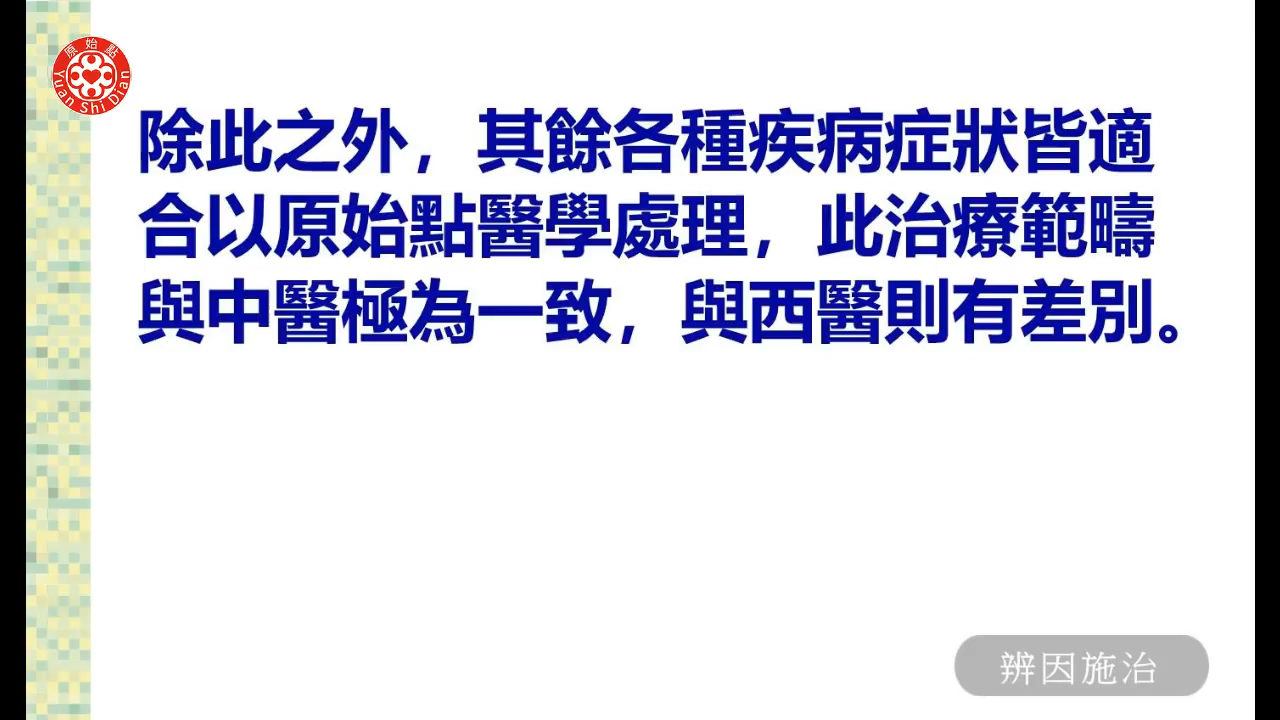 原始點
Yuan Shi Dian
除此之外，其餘各種疾病症狀皆適
合以原始點醫學處理，此治療範疇
與中醫極為一致，與西醫則有差別。
辨因施治